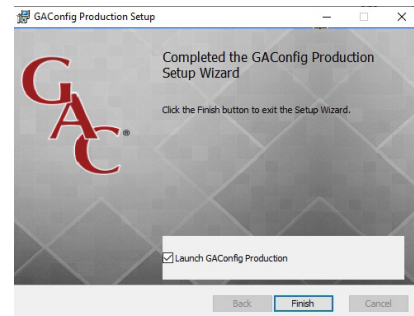 GAConfig Production Setup
GAC®
Completed the GAConfig Production
Setup Wizard
Click the Finish button to exit the Setup Wizard.
Launch GAConfig Production
Back Finish Cancel